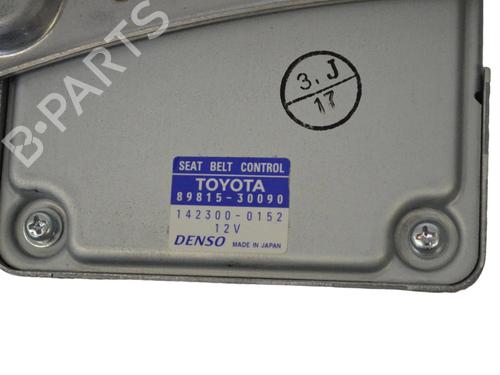 B-PARTS
3.J
17
SEAT BELT CONTROL
TOYOTA
89815-30090
142300-0152
12V
DENSO MADE IN JAPAN